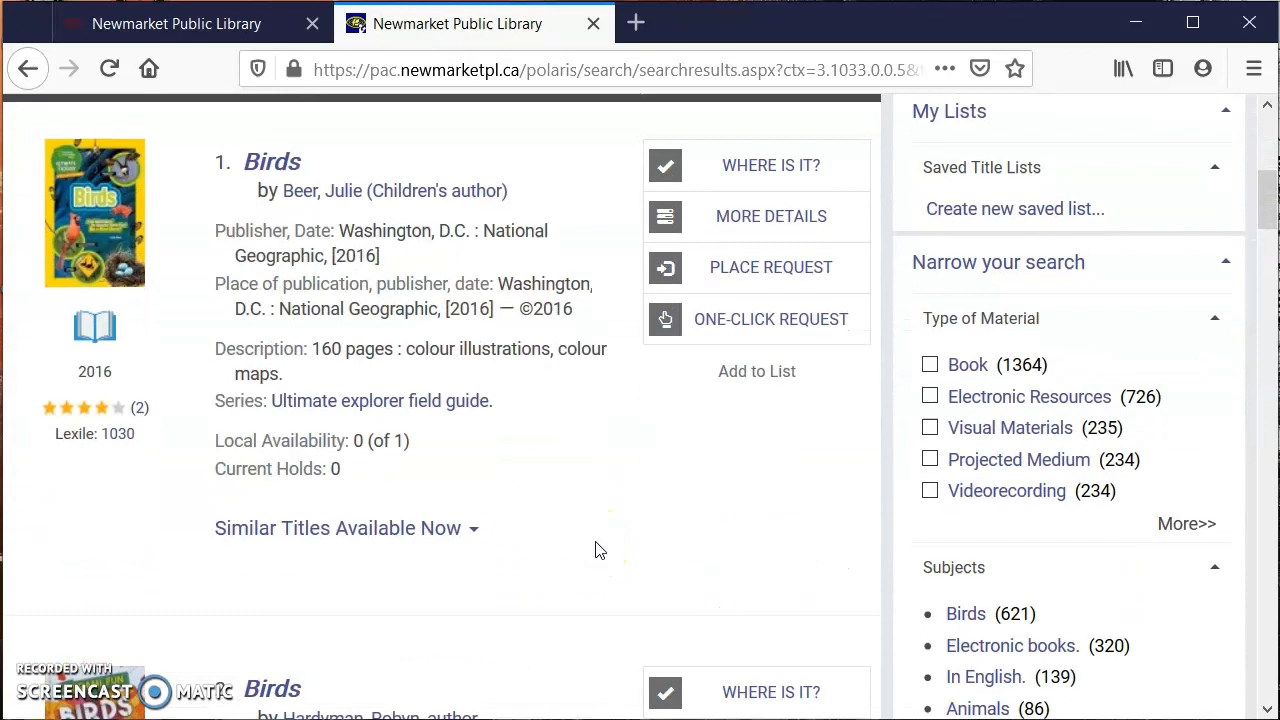 Newmarket Public Library
Newmarket Public Library
https://pac.newmarketpl.ca/polaris/search/searchresults.aspx?ctx=3.1033.0.0.5&
Birds
1. Birds
by Beer, Julie (Children's author)
Publisher, Date: Washington, D.C. : National
Geographic, [2016]
Place of publication, publisher, date: Washington,
D.C. : National Geographic, [2016] — ©2016
Description: 160 pages : colour illustrations, colour
maps.
Series: Ultimate explorer field guide.
Local Availability: 0 (of 1)
Current Holds: 0
Similar Titles Available Now
2016
(2)
Lexile: 1030
WHERE IS IT?
MORE DETAILS
PLACE REQUEST
ONE-CLICK REQUEST
Add to List
My Lists
Saved Title Lists
Create new saved list...
Narrow your search
Type of Material
Book (1364)
Electronic Resources (726)
Visual Materials (235)
Projected Medium (234)
Videorecording (234)
More>>
Subjects
Birds (621)
Electronic books. (320)
In English. (139)
Animals (86)
BIRDS
Birds
by Hardyman, Robyn, author
WHERE IS IT?
RECORDED WITH
SCREENCAST MATIC